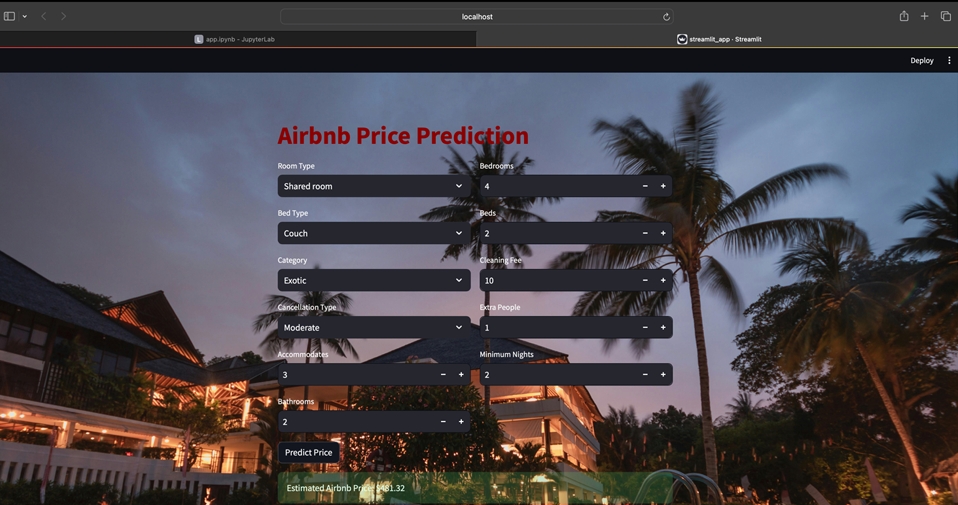 localhost
app.ipynb - JupyterLab
streamlit_app · Streamlit
Deploy
Airbnb Price Prediction
Room Type
Shared room
Bed Type
Couch
Category
Exotic
Cancellation Type
Moderate
Accommodates
3
Bathrooms
2
Bedrooms
4
Beds
2
Cleaning Fee
10
Extra People
1
Minimum Nights
2
Predict Price
Estimated Airbnb Price: